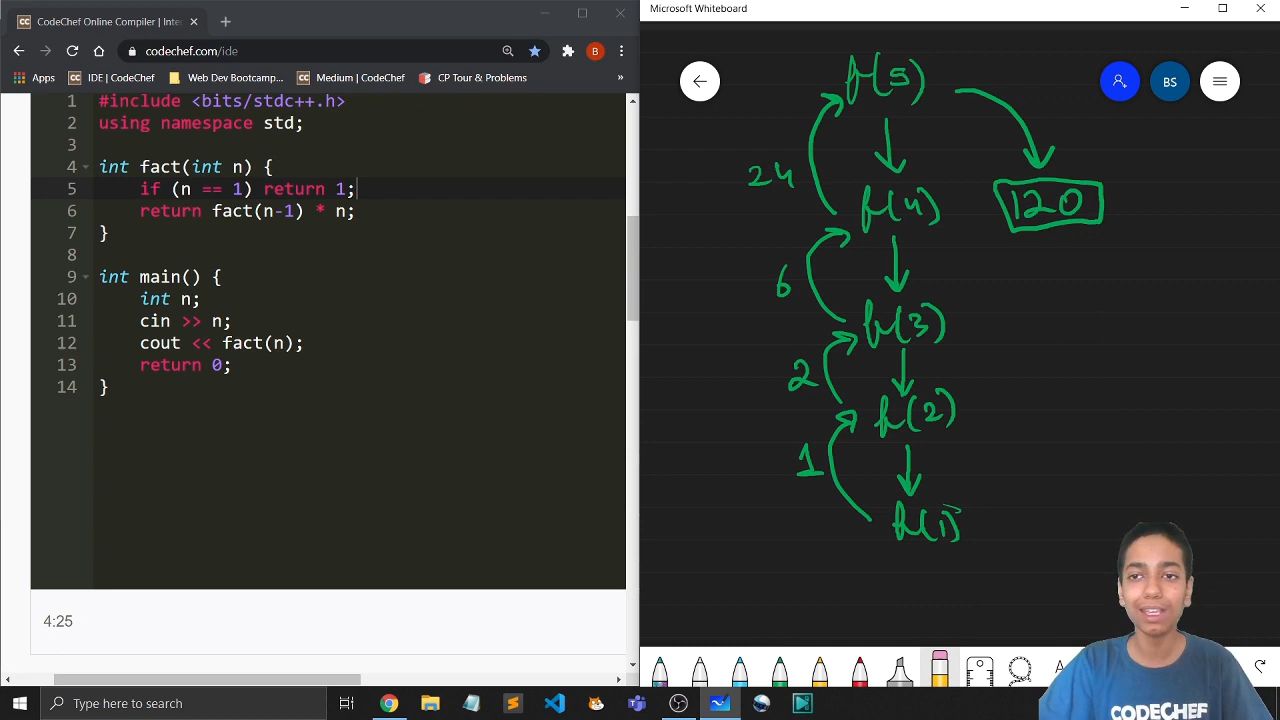 CodeChef Online Compiler | Inte
codechef.com/ide
B
Apps
IDE | CodeChef
Web Dev Bootcamp...
Medium | CodeChef
CP Tour & Problems
»
1 #include <bits/stdc++.h>
2 using namespace std;
3
4 int fact(int n) {
5 if (n == 1) return 1;
6 return fact(n-1) * n;
7 }
8
9 int main() {
10 int n;
11 cin >> n;
12 cout << fact(n);
13 return 0;
14 }
4:25
Type here to search
Microsoft Whiteboard
BS
f(5)
24
120
f(4)
6
f(3)
2
f(2)
1
f(1)
CODECHEF